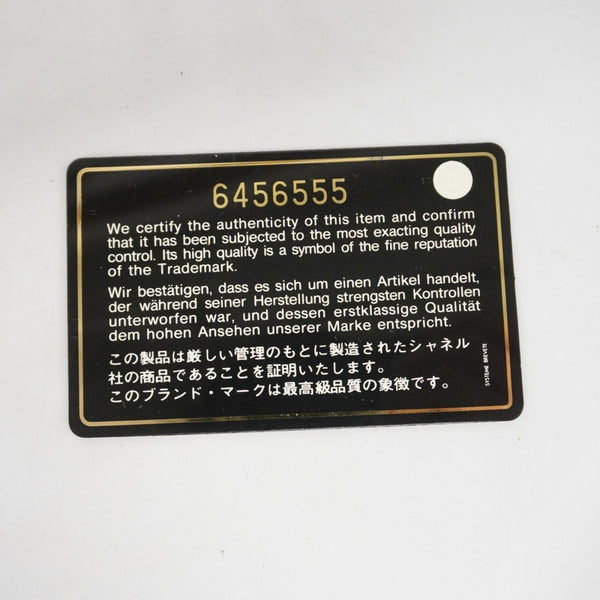 6456555
We certify the authenticity of this item and confirm
that it has been subjected to the most exacting quality
control. Its high quality is a symbol of the fine reputation
of the Trademark.
Wir bestätigen, dass es sich um einen Artikel handelt,
der während seiner Herstellung strengsten Kontrollen
unterworfen war, und dessen erstklassige Qualität
dem hohen Ansehen unserer Marke entspricht.
この製品は厳しい管理のもとに製造されたシャネル
社の商品であることを証明いたします。
このブランド・マークは最高級品質の象徴です。
SYSTEME BREVETE